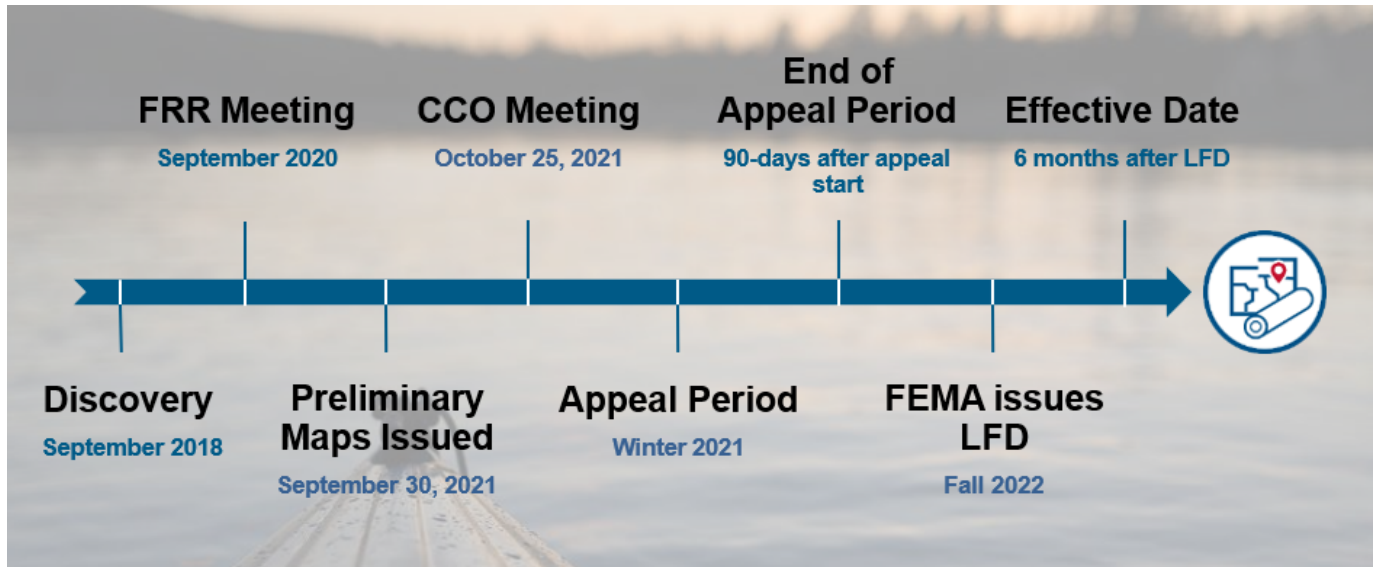 FRR Meeting
September 2020
CCO Meeting
October 25, 2021
End of
Appeal Period
90-days after appeal
start
Effective Date
6 months after LFD
Discovery
September 2018
Preliminary
Maps Issued
September 30, 2021
Appeal Period
Winter 2021
FEMA issues
LFD
Fall 2022